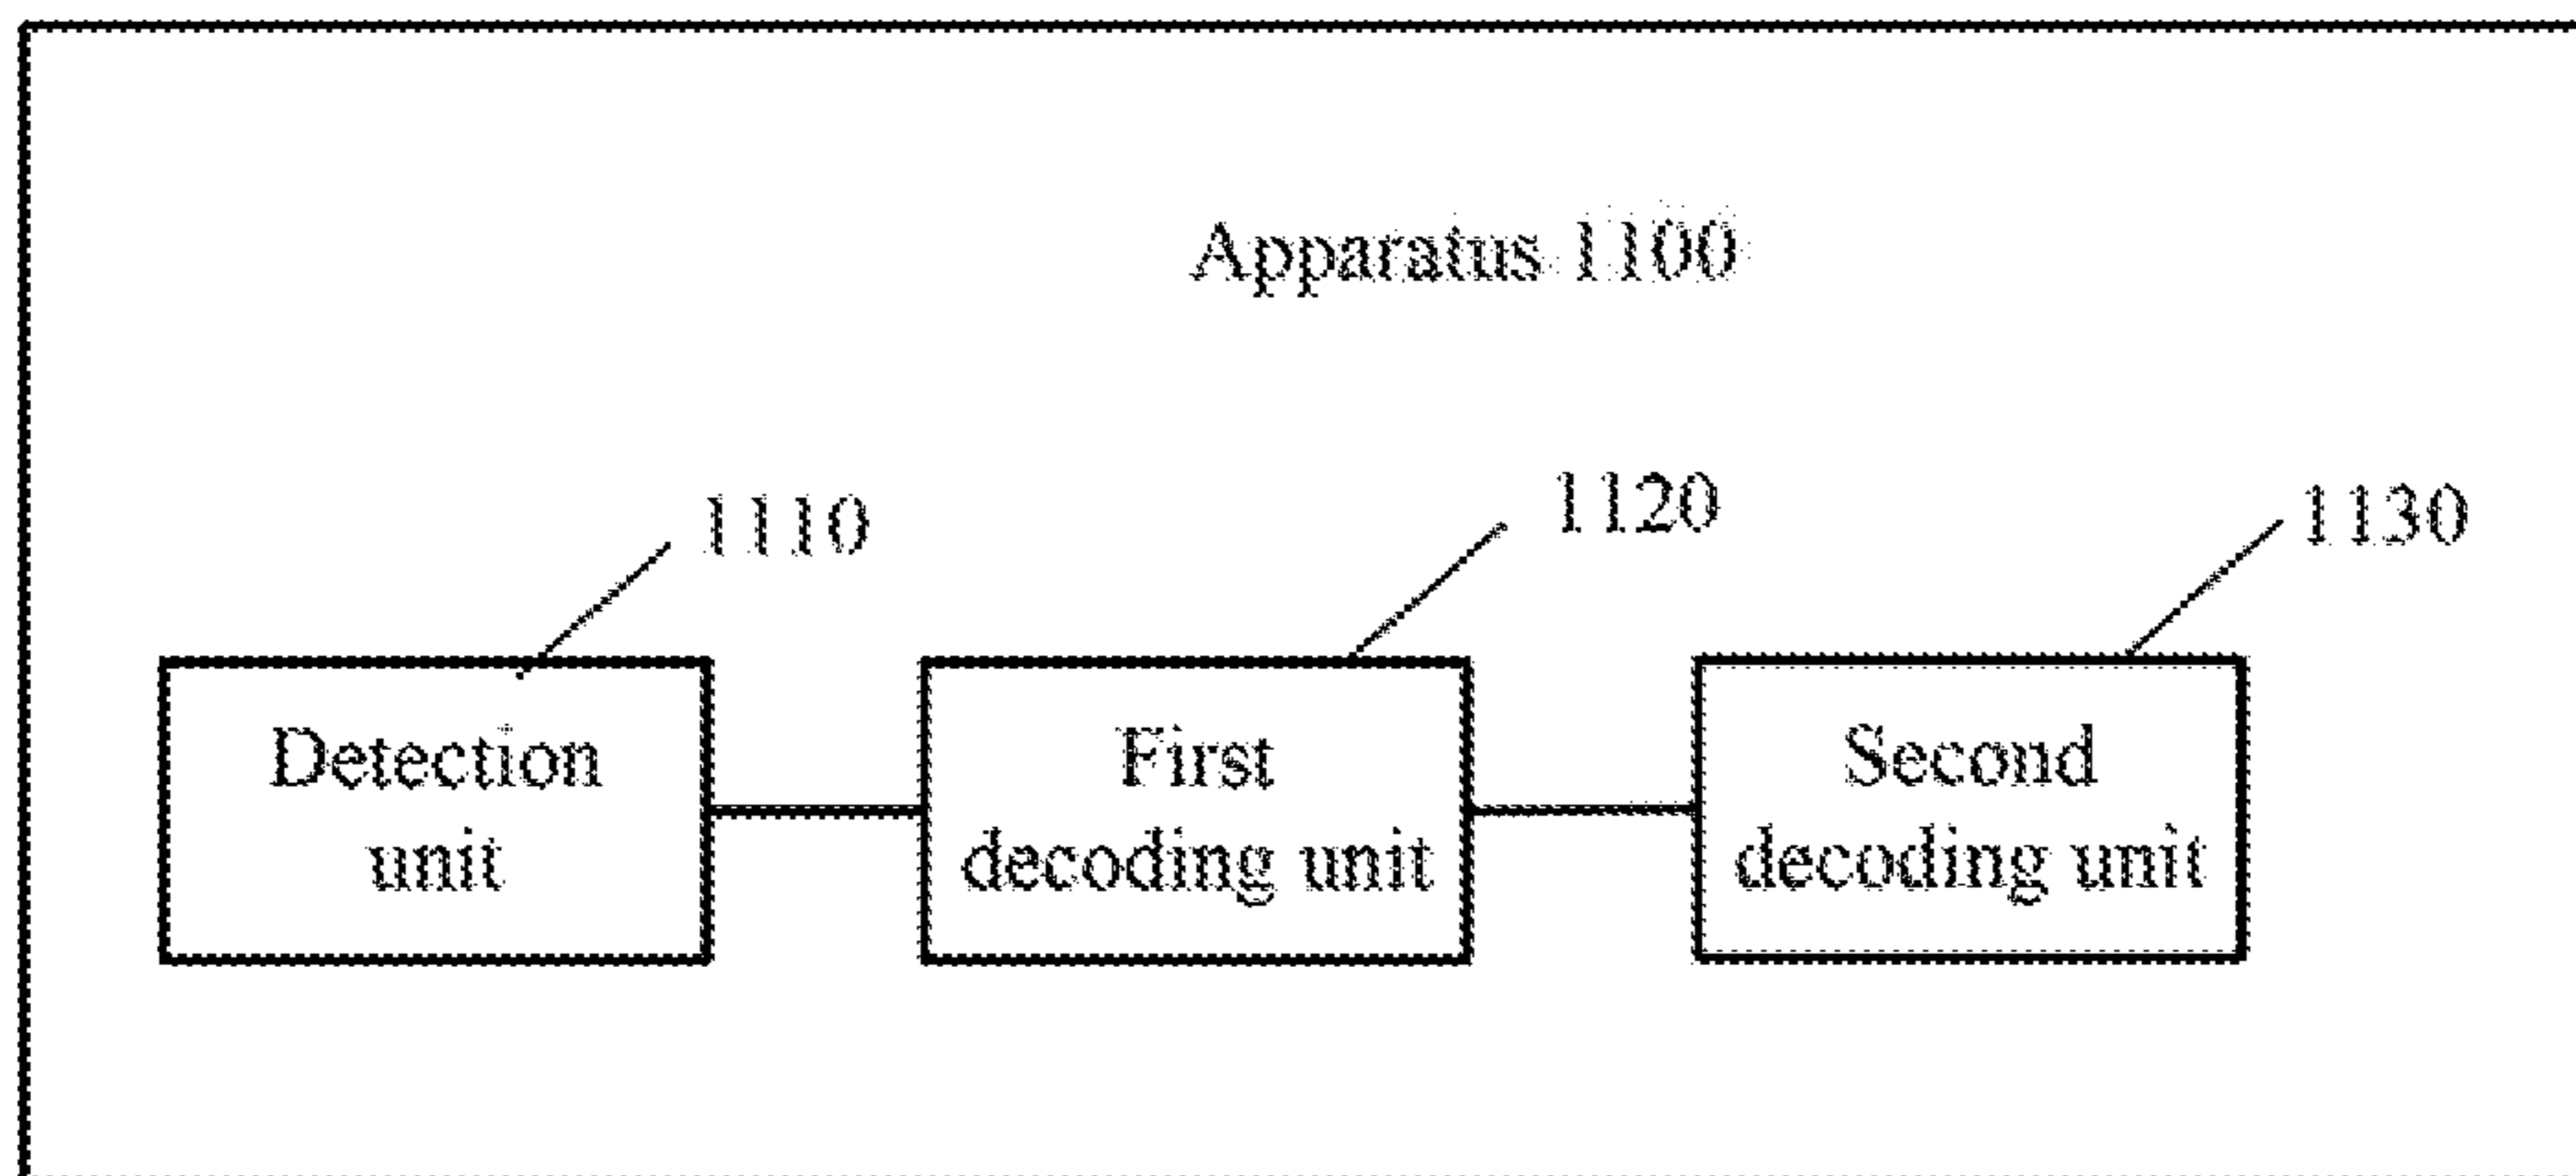 Apparatus 1100
1110
1120
1130
Detection
unit
First
decoding unit
Second
decoding unit